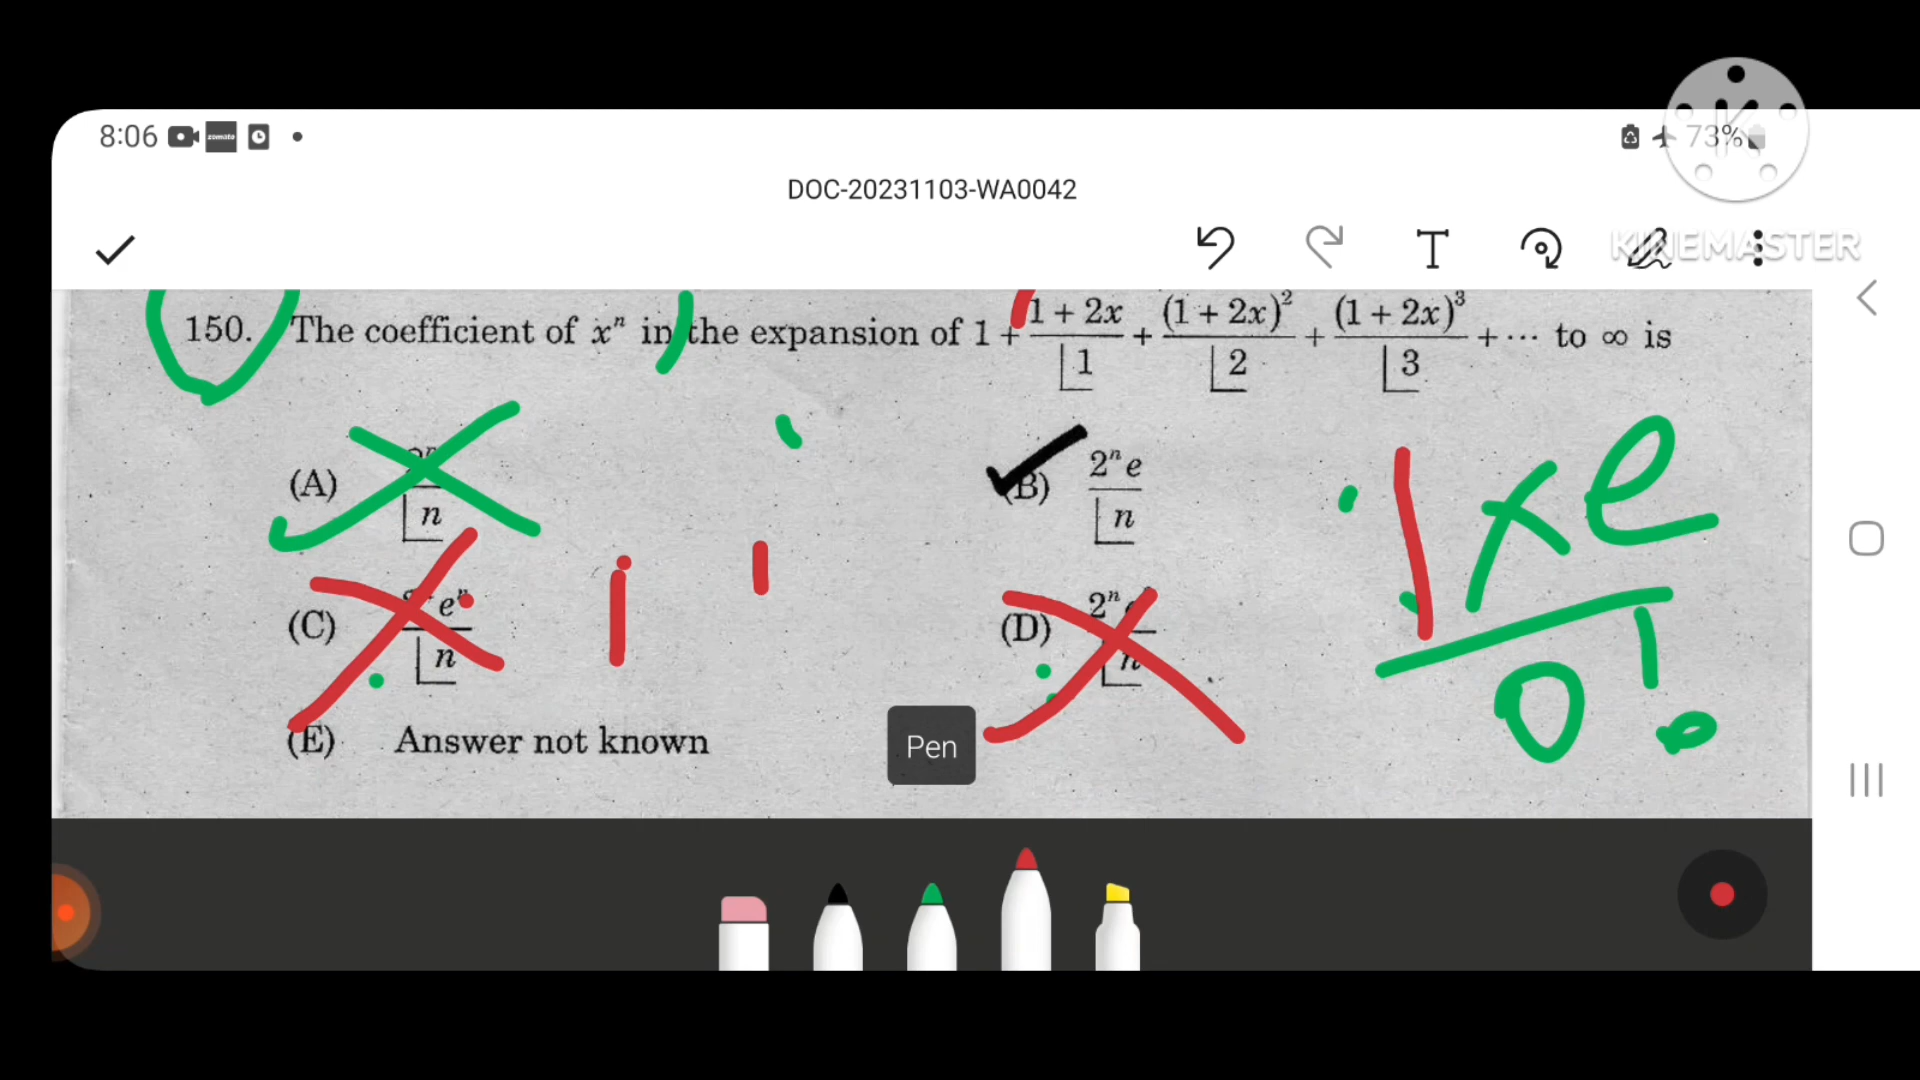 8:06 zomato 73%
DOC-20231103-WA0042
T KINEMASTER
150. The coefficient of xⁿ in the expansion of 1 + (1 + 2x)/⌊1 + (1 + 2x)²/⌊2 + (1 + 2x)³/⌊3 + ⋯ to ∞ is
(A) ⌊n
(B) 2ⁿ e/⌊n
(C) eⁿ/⌊n
(D) 2ⁿ
1 x e
0!
(E) Answer not known
Pen